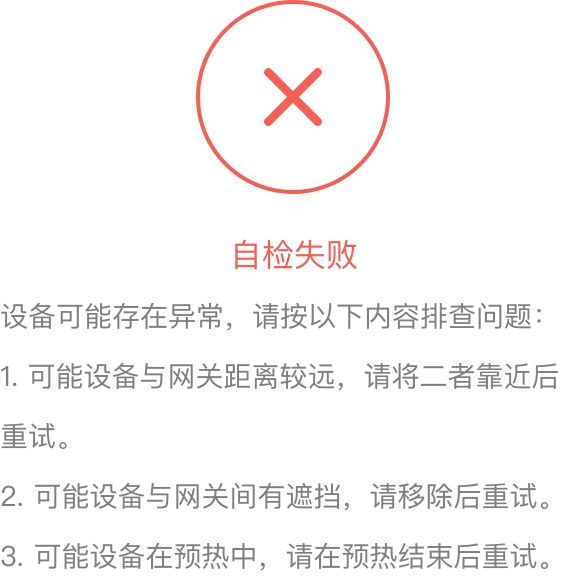 自检失败
设备可能存在异常，请按以下内容排查问题：
1. 可能设备与网关距离较远，请将二者靠近后
重试。
2. 可能设备与网关间有遮挡，请移除后重试。
3. 可能设备在预热中，请在预热结束后重试。